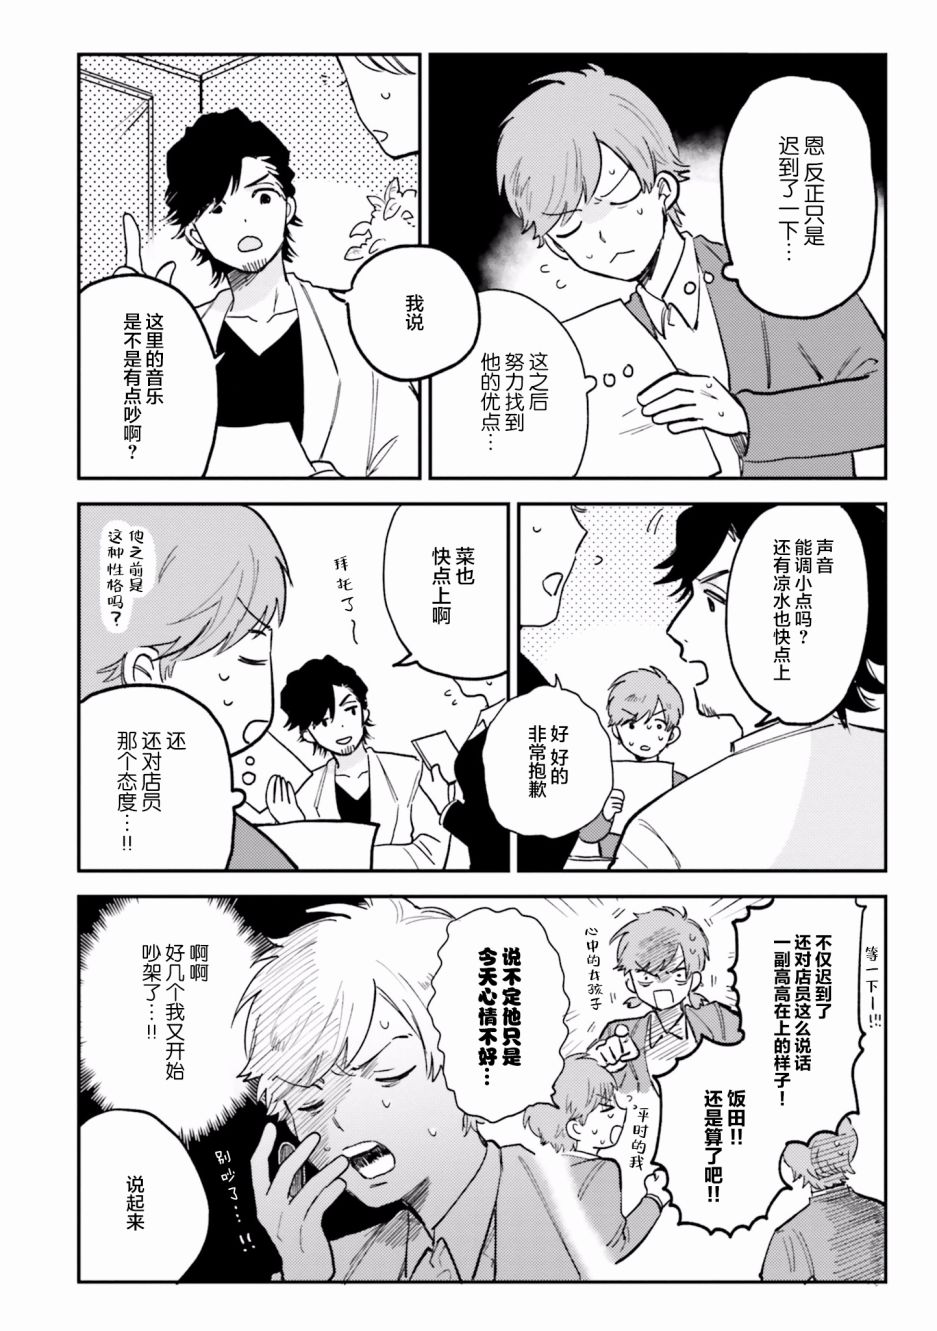 恩 反正只是
迟到了一下…
这之后
努力找到
他的优点…
我说
这里的音乐
是不是有点吵啊？
声音
能调小点吗？
还有凉水也快点上
好 好的
非常抱歉
菜也
快点上啊
拜托了～
他之前是
这种性格吗？
还
还对店员
那个态度…!!
等一下—!!!
不仅迟到了
还对店员这么说话
一副高高在上的样子！
饭田!!
还是算了吧!!
心中的女孩子
平时的我
说不定他只是
今天心情不好…
啊啊
好几个我又开始
吵架了…!!
别吵了…!!
说起来